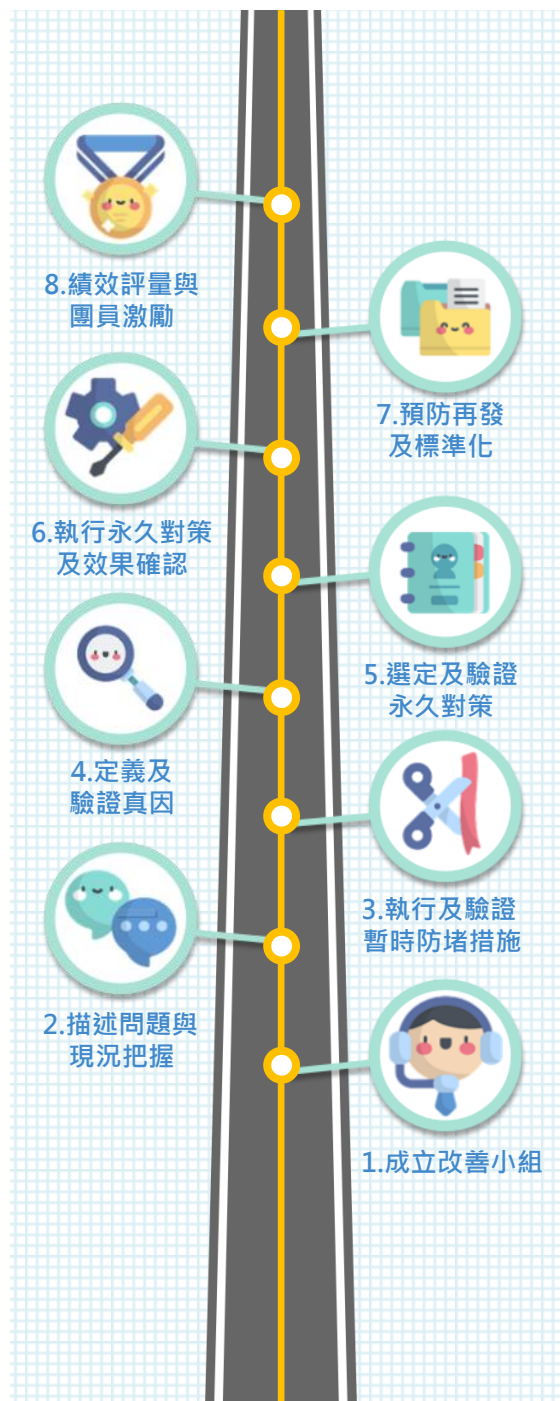 8.績效評量與
團員激勵
7.預防再發
及標準化
6.執行永久對策
及效果確認
5.選定及驗證
永久對策
4.定義及
驗證真因
3.執行及驗證
暫時防堵措施
2.描述問題與
現況把握
1.成立改善小組